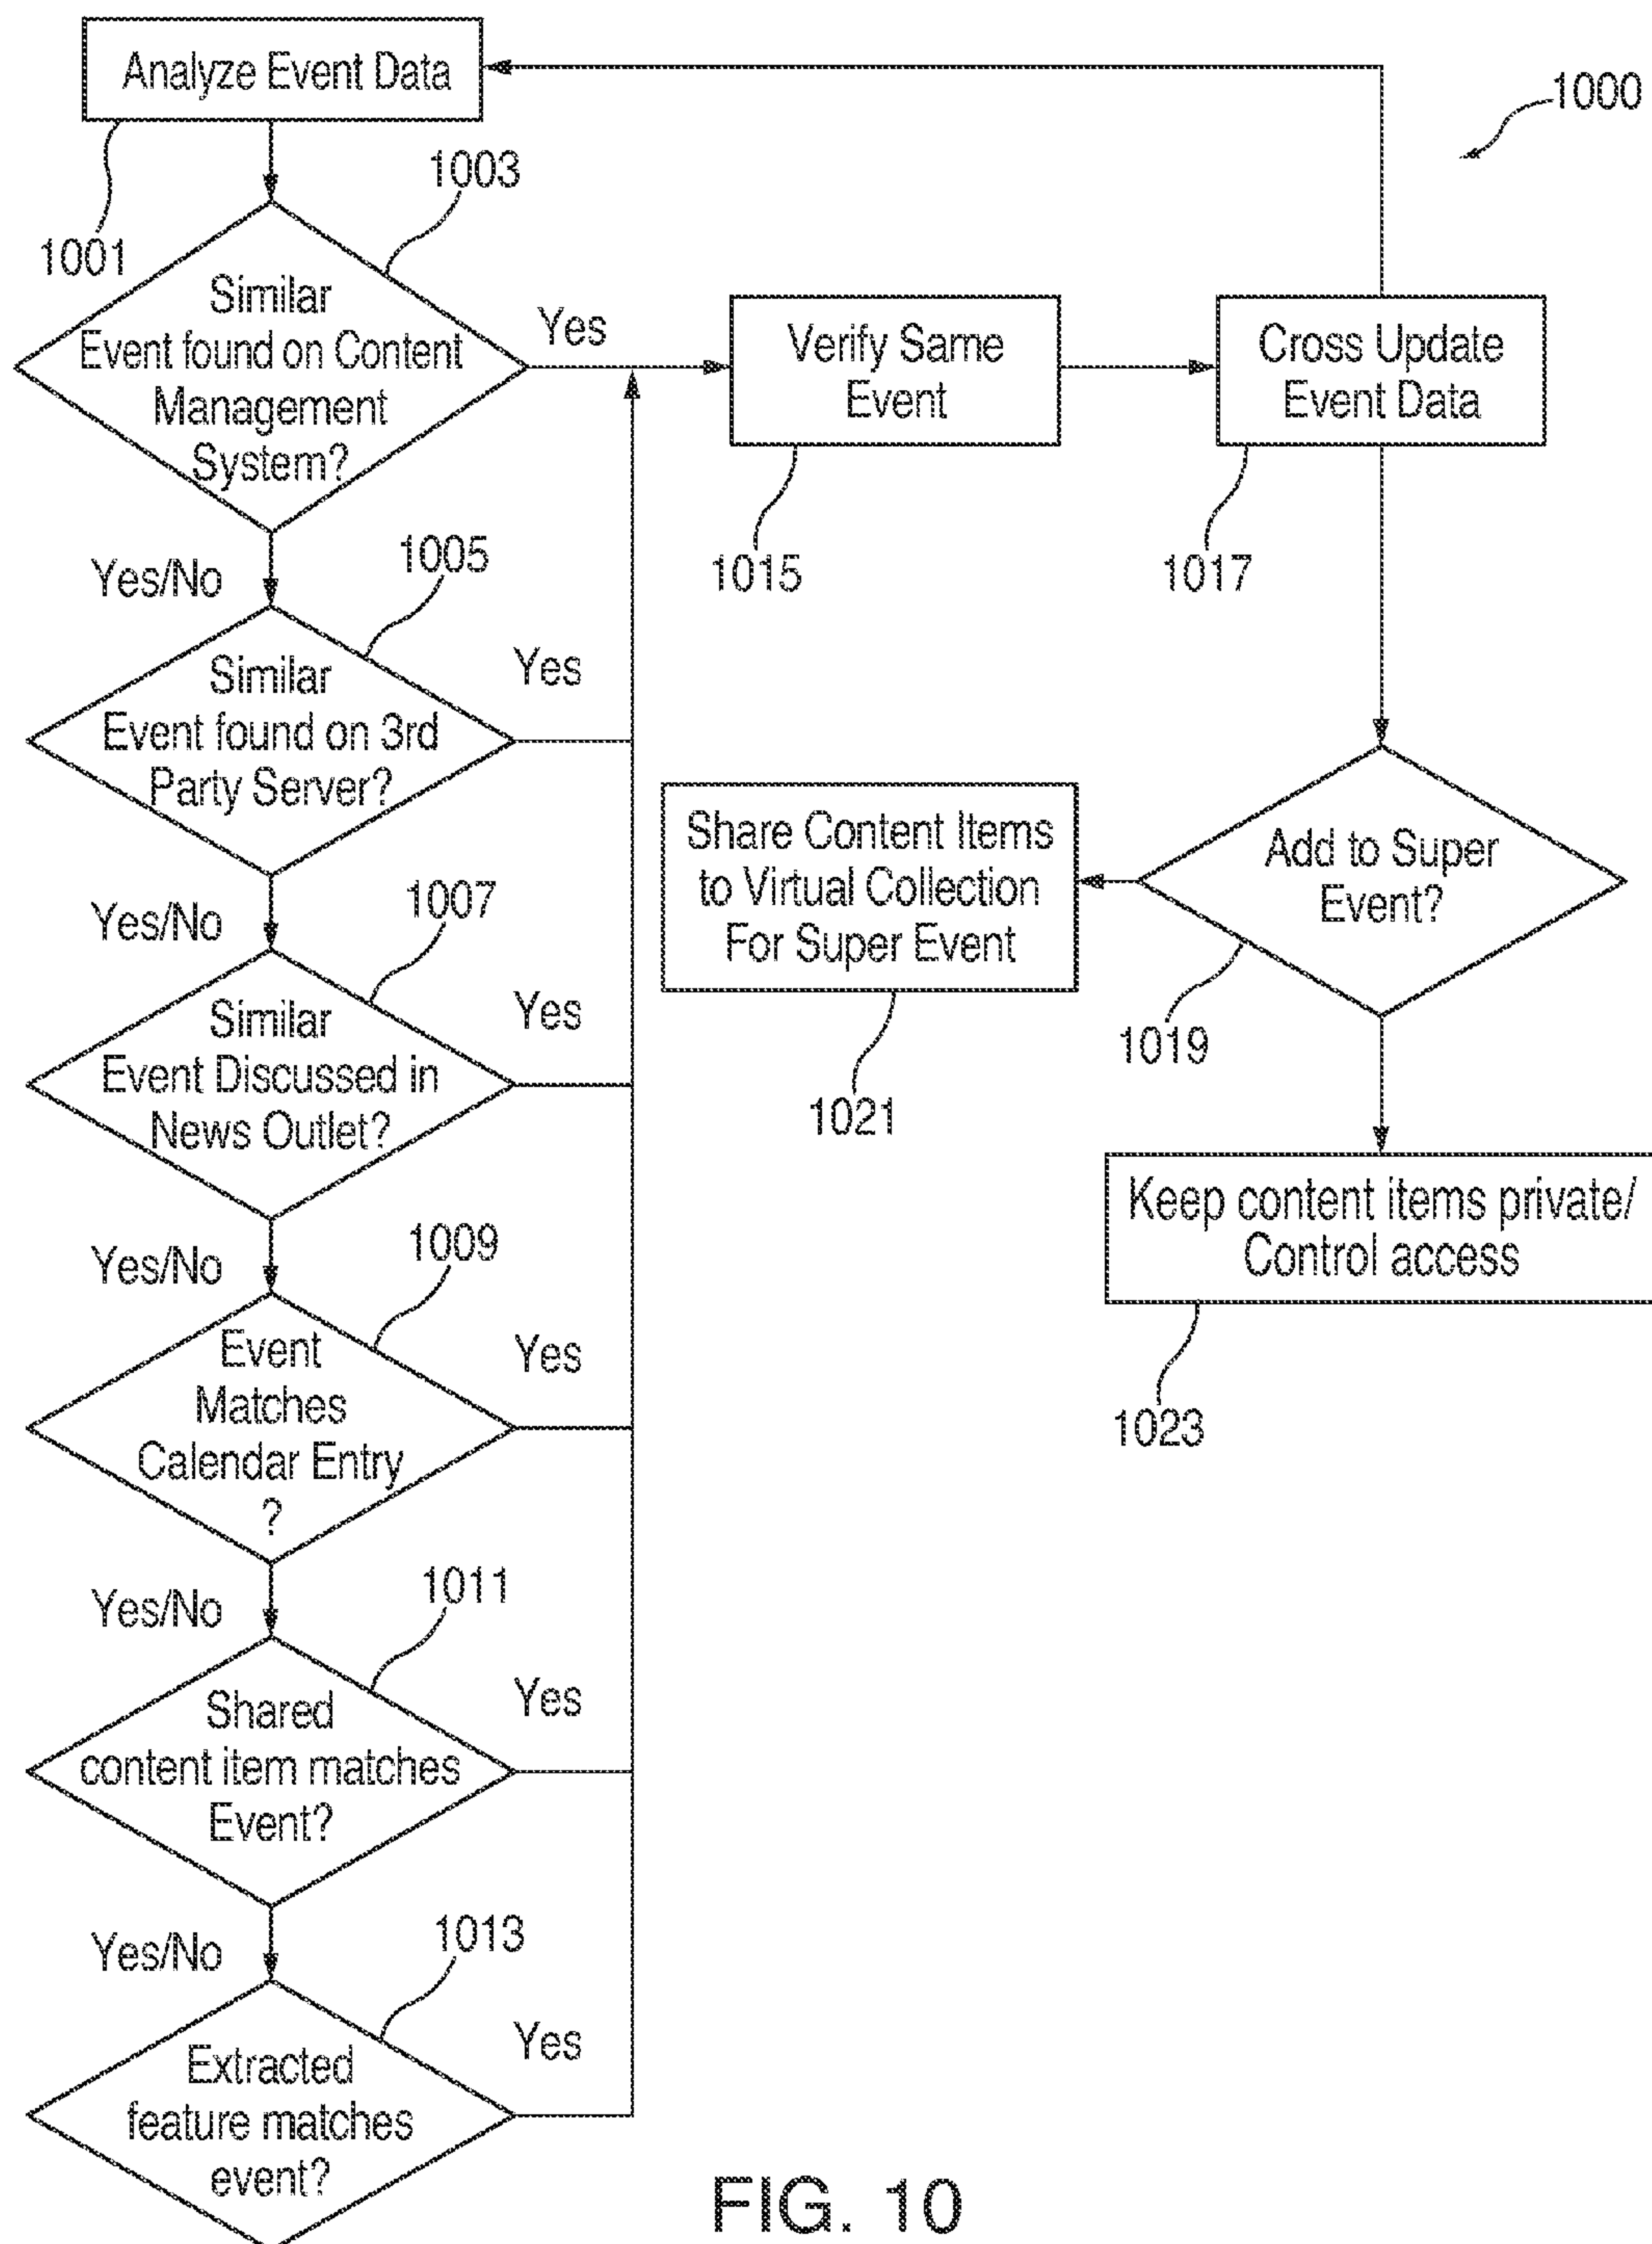 Analyze Event Data
1000
1001
1003
Similar
Event found on Content
Management
System?
Yes
Verify Same
Event
1015
Cross Update
Event Data
1017
Yes/No
1005
Similar
Event found on 3rd
Party Server?
Yes
Yes/No
1007
Similar
Event Discussed in
News Outlet?
Yes
Share Content Items
to Virtual Collection
For Super Event
1021
Add to Super
Event?
1019
Keep content items private/
Control access
1023
Yes/No
1009
Event
Matches
Calendar Entry
?
Yes
Yes/No
1011
Shared
content item matches
Event?
Yes
Yes/No
1013
Extracted
feature matches
event?
Yes
FIG. 10